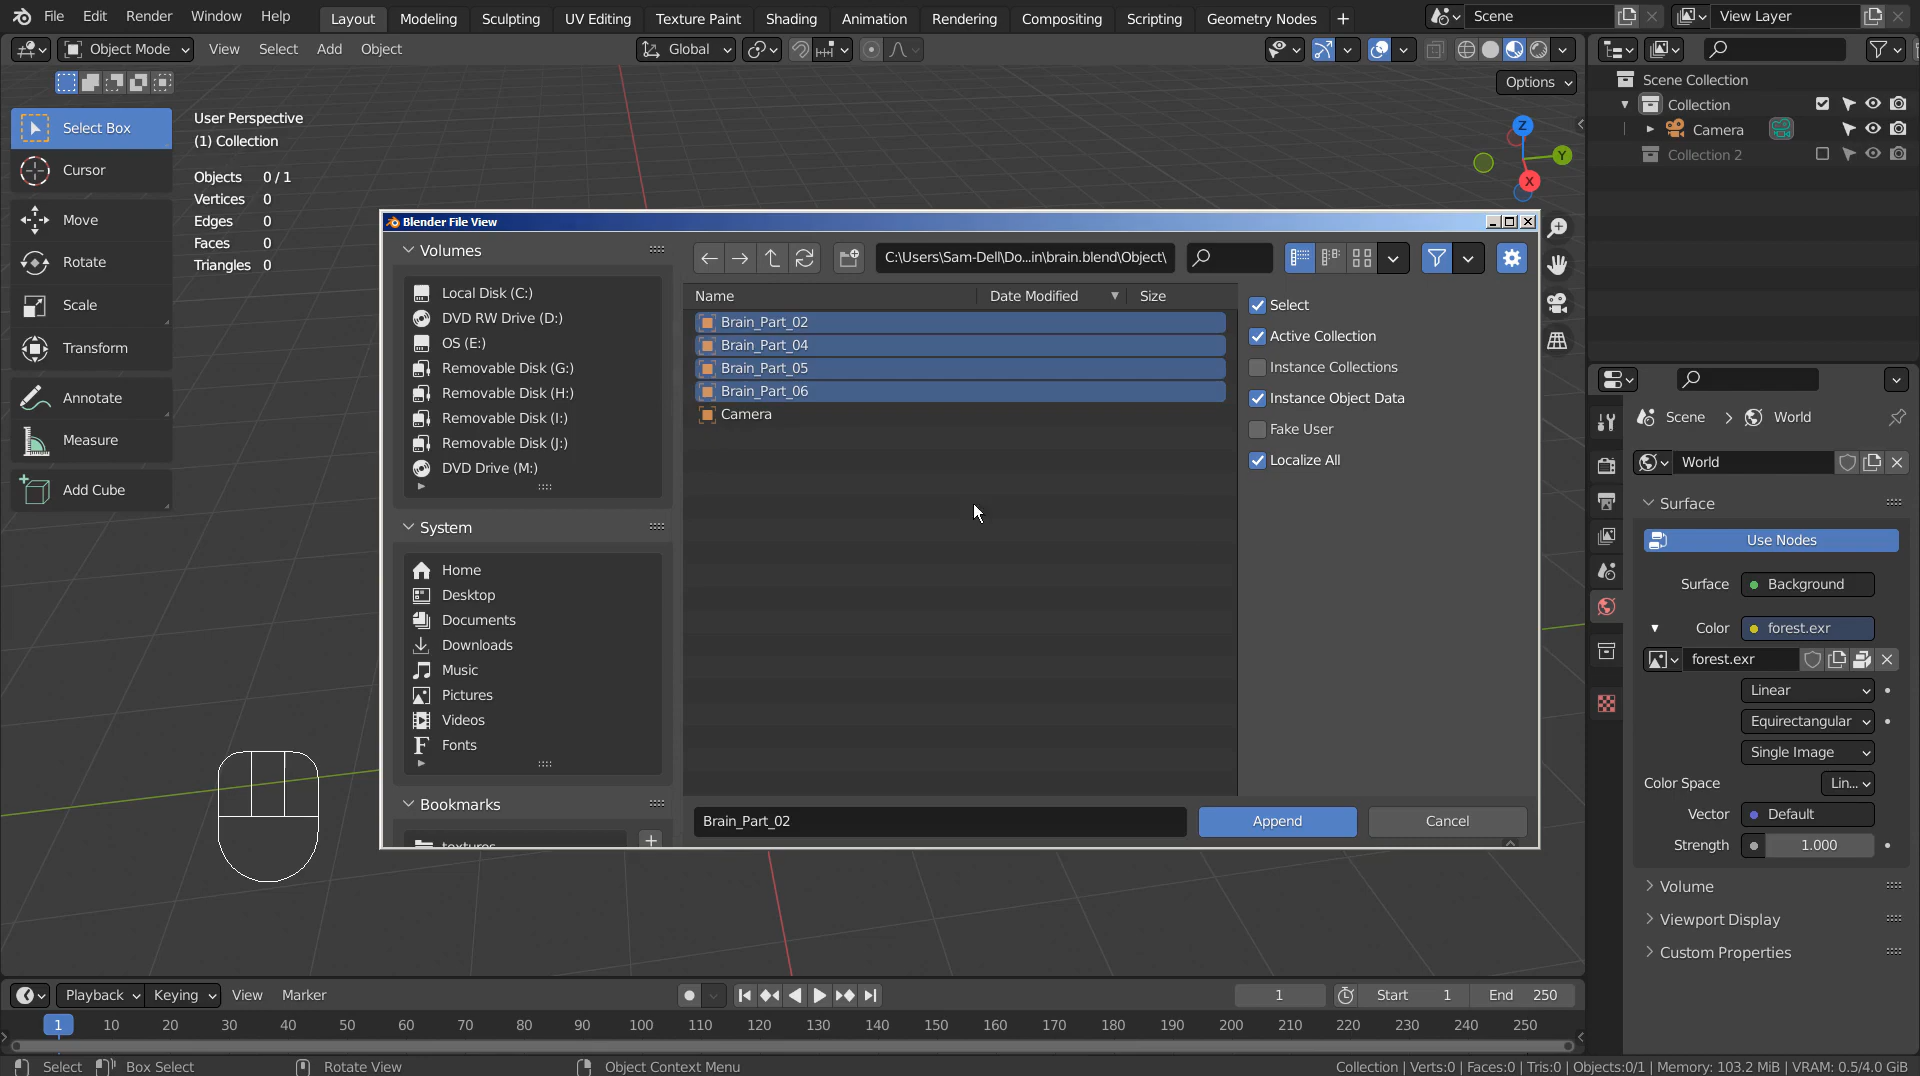 File Edit Render Window Help Layout Modeling Sculpting UV Editing Texture Paint Shading Animation Rendering Compositing Scripting Geometry Nodes + Scene View Layer
Object Mode View Select Add Object Global
Options
Select Box
Cursor
Move
Rotate
Scale
Transform
Annotate
Measure
Add Cube
User Perspective
(1) Collection
Objects 0 / 1
Vertices 0
Edges 0
Faces 0
Triangles 0
Z
Y
X
Blender File View
Volumes
Local Disk (C:)
DVD RW Drive (D:)
OS (E:)
Removable Disk (G:)
Removable Disk (H:)
Removable Disk (I:)
Removable Disk (J:)
DVD Drive (M:)
System
Home
Desktop
Documents
Downloads
Music
Pictures
Videos
Fonts
Bookmarks
textures
C:\Users\Sam-Dell\Do...in\brain.blend\Object\
Name Date Modified Size
Brain_Part_02
Brain_Part_04
Brain_Part_05
Brain_Part_06
Camera
Select
Active Collection
Instance Collections
Instance Object Data
Fake User
Localize All
Brain_Part_02 Append Cancel
Scene Collection
Collection
Camera
Collection 2
Scene > World
World
Surface
Use Nodes
Surface Background
Color forest.exr
forest.exr
Linear
Equirectangular
Single Image
Color Space Lin...
Vector Default
Strength 1.000
Volume
Viewport Display
Custom Properties
Playback Keying View Marker 1 Start 1 End 250
1 10 20 30 40 50 60 70 80 90 100 110 120 130 140 150 160 170 180 190 200 210 220 230 240 250
Select Box Select Rotate View Object Context Menu Collection | Verts:0 | Faces:0 | Tris:0 | Objects:0/1 | Memory: 103.2 MiB | VRAM: 0.5/4.0 GiB